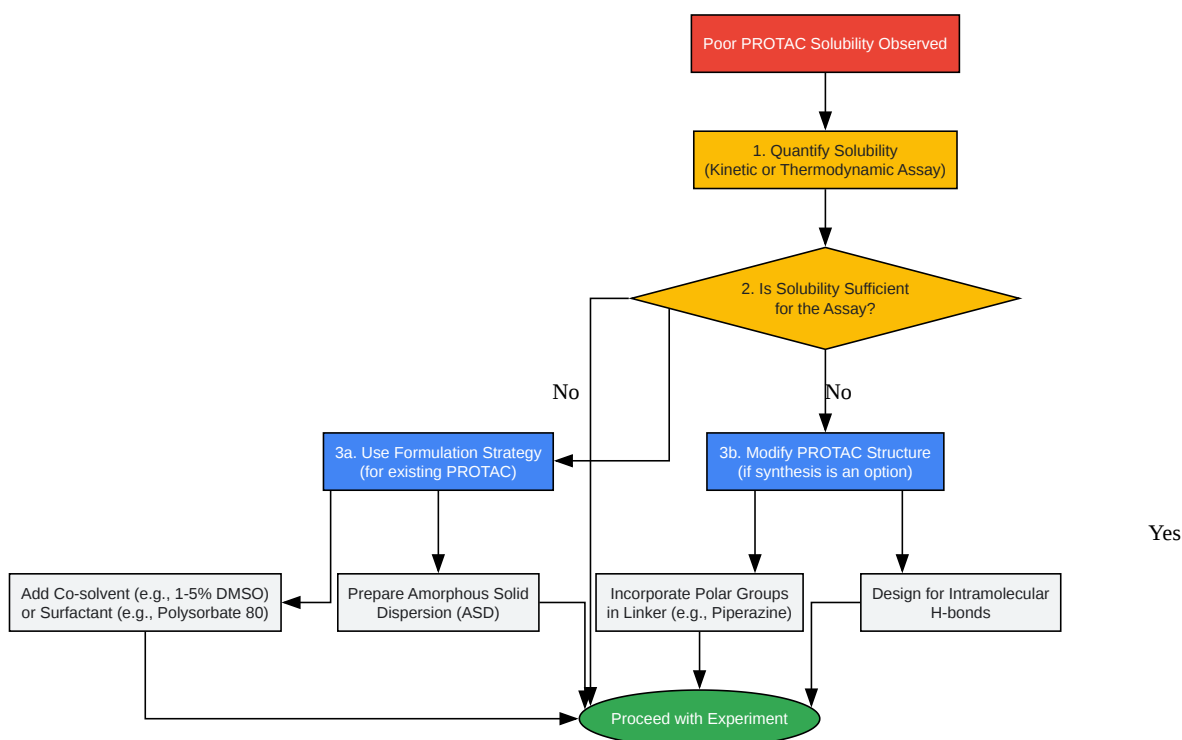 Poor PROTAC Solubility Observed
1. Quantify Solubility
(Kinetic or Thermodynamic Assay)
2. Is Solubility Sufficient
for the Assay?
No
No
3a. Use Formulation Strategy
(for existing PROTAC)
3b. Modify PROTAC Structure
(if synthesis is an option)
Yes
Add Co-solvent (e.g., 1-5% DMSO)
or Surfactant (e.g., Polysorbate 80)
Prepare Amorphous Solid
Dispersion (ASD)
Incorporate Polar Groups
in Linker (e.g., Piperazine)
Design for Intramolecular
H-bonds
Proceed with Experiment